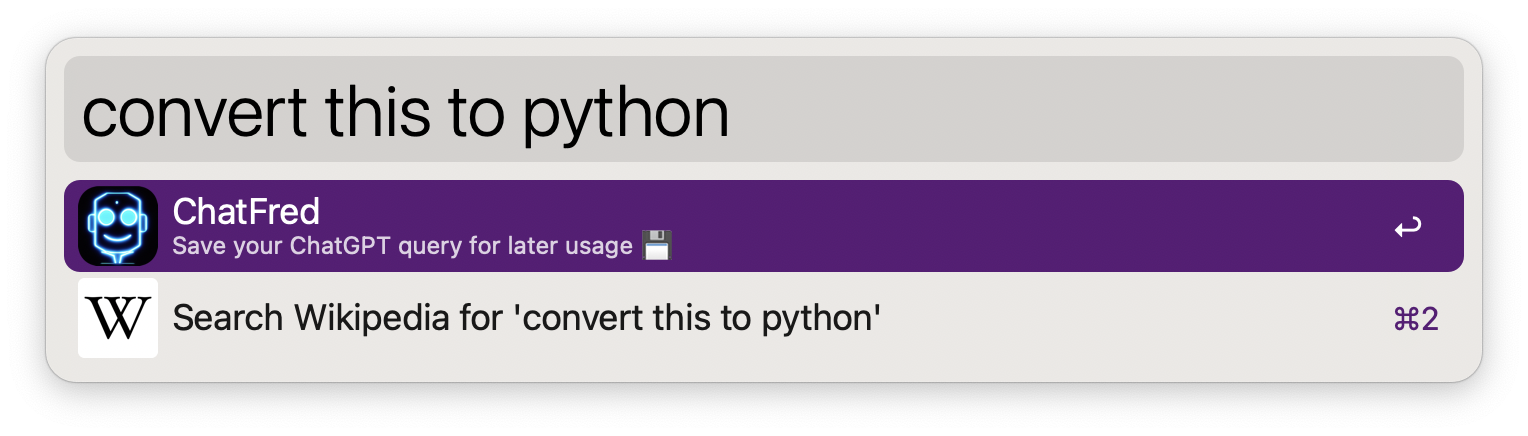 convert this to python
ChatFred
Save your ChatGPT query for later usage 💾
W
Search Wikipedia for 'convert this to python'
⌘2